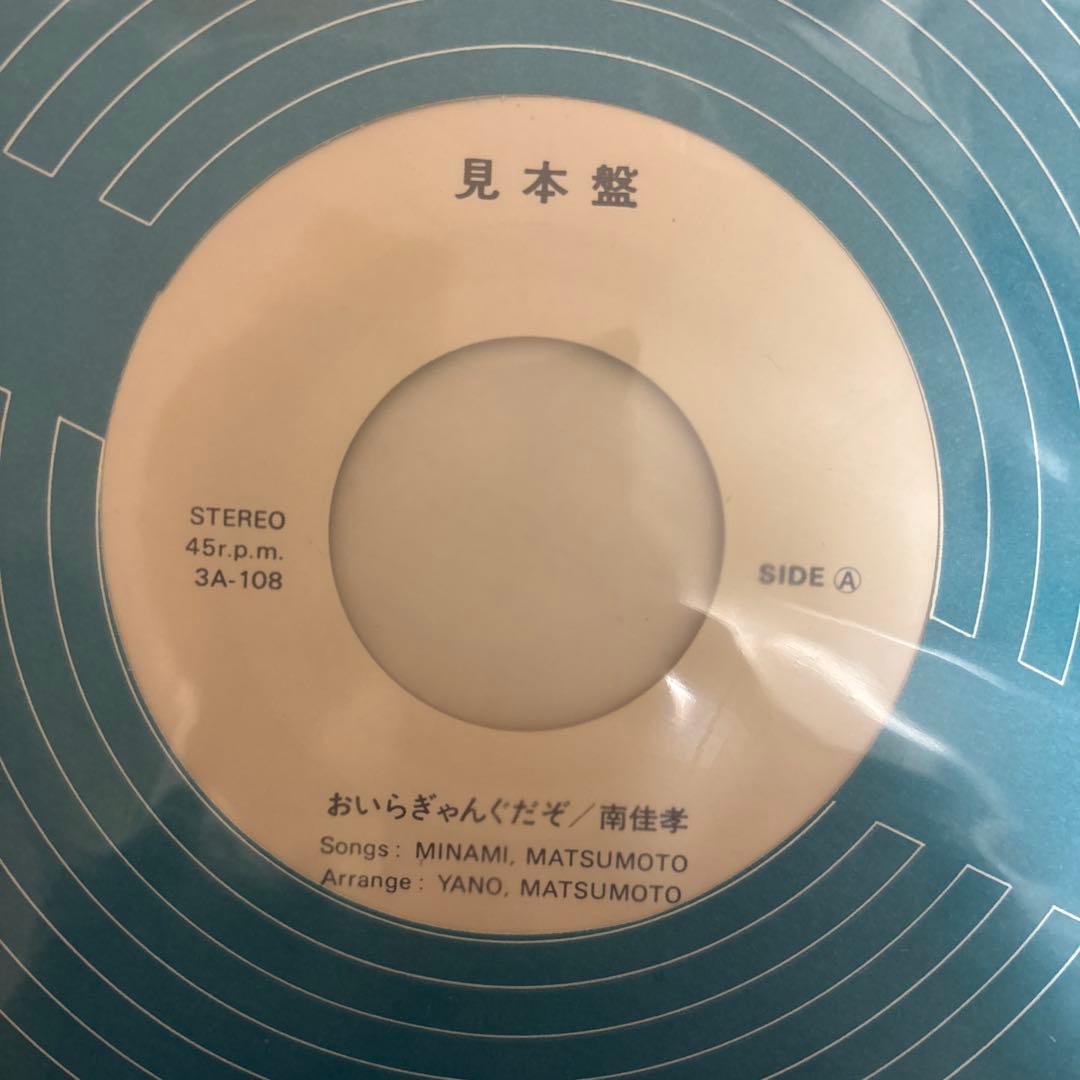 見本盤
STEREO
45r.p.m.
3A-108
SIDE Ⓐ
おいらぎゃんぐだぞ/南佳孝
Songs: MINAMI, MATSUMOTO
Arrange: YANO, MATSUMOTO